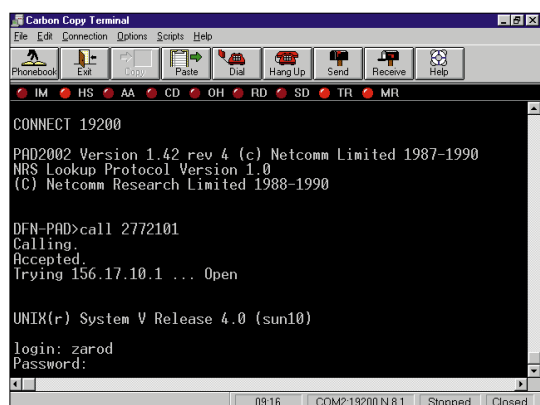 Carbon Copy Terminal
File Edit Connection Options Scripts Help
Phonebook Exit Copy Paste Dial Hang Up Send Receive Help
IM HS AA CD OH RD SD TR MR
CONNECT 19200
PAD2002 Version 1.42 rev 4 (c) Netcomm Limited 1987-1990
NRS Lookup Protocol Version 1.0
(C) Netcomm Research Limited 1988-1990
DFN-PAD>call 2772101
Calling.
Accepted.
Trying 156.17.10.1 ... Open
UNIX(r) System V Release 4.0 (sun10)
login: zarod
Password:
09:16 COM2:19200 N,8,1 Stopped Closed